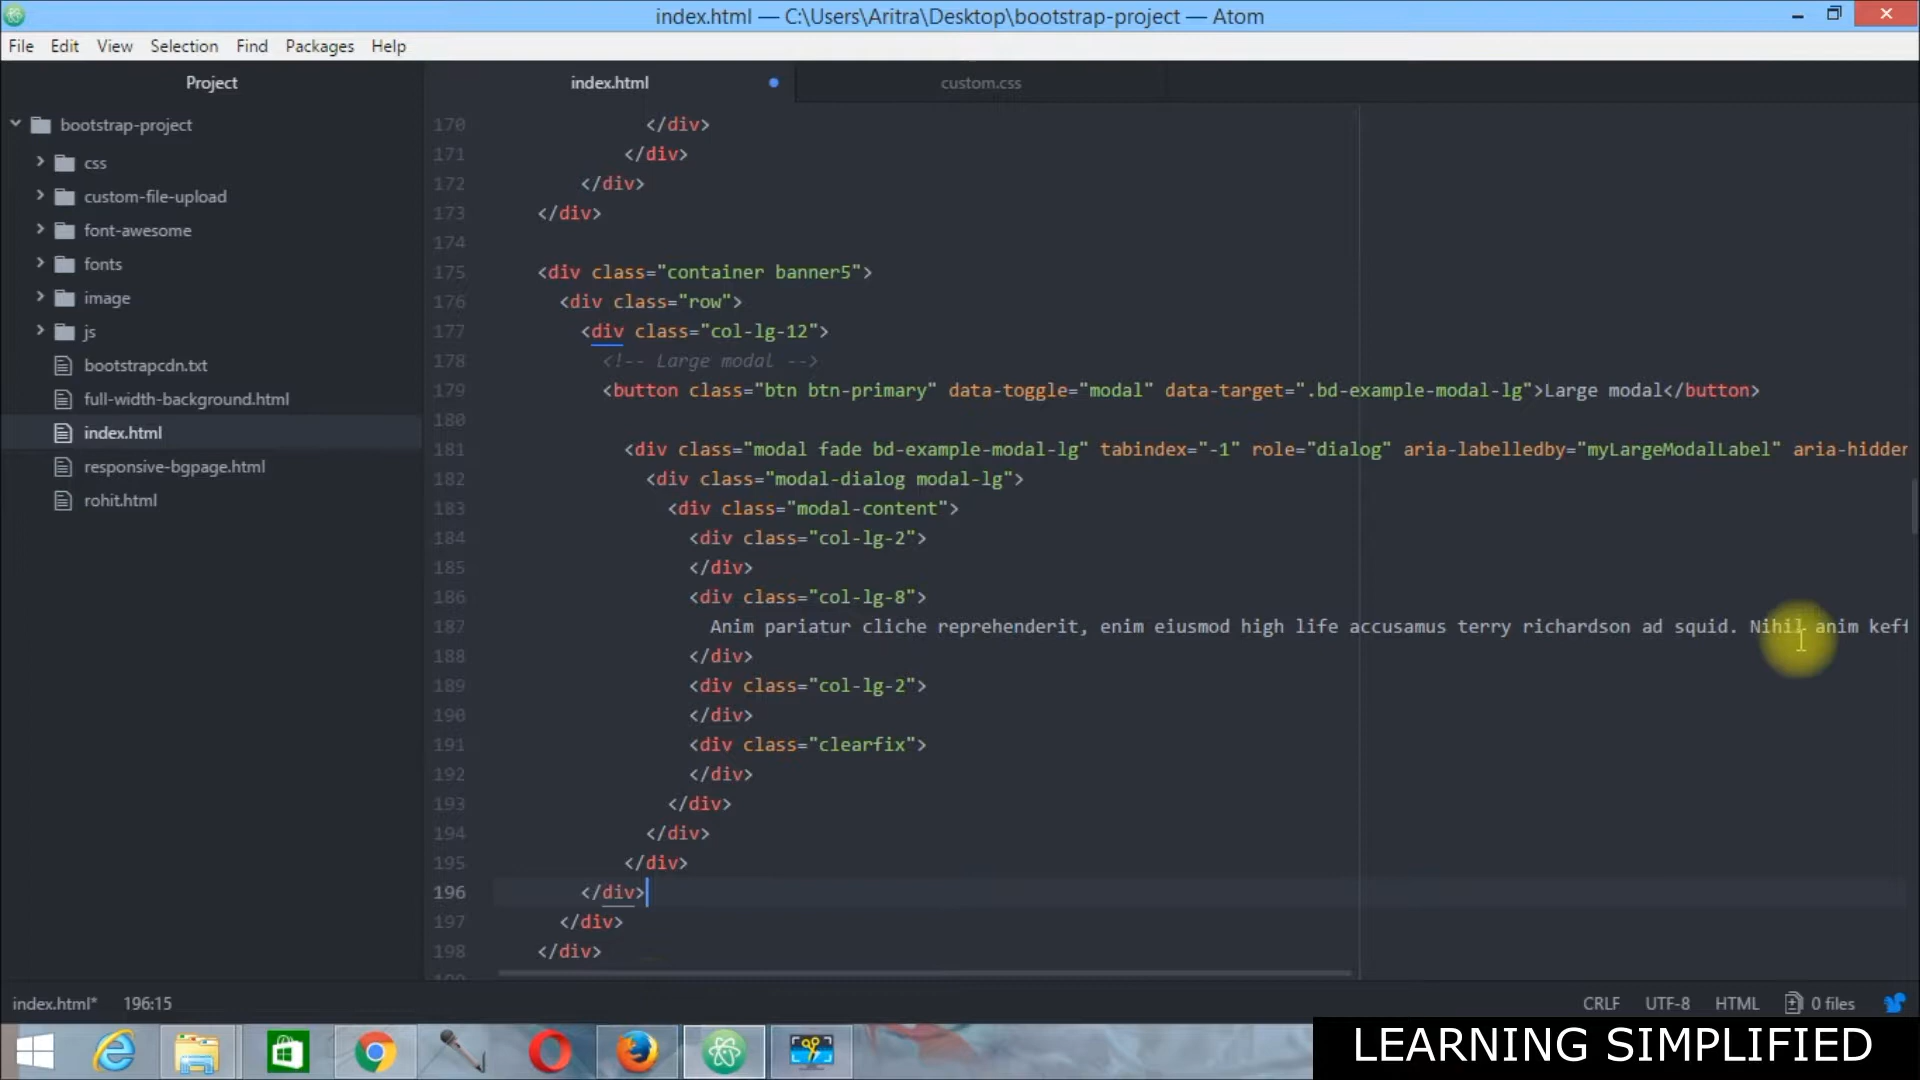 index.html — C:\Users\Aritra\Desktop\bootstrap-project — Atom
File Edit View Selection Find Packages Help
Project
index.html
custom.css
bootstrap-project
css
custom-file-upload
font-awesome
fonts
image
js
bootstrapcdn.txt
full-width-background.html
index.html
responsive-bgpage.html
rohit.html
170 </div>
171 </div>
172 </div>
173 </div>
174
175 <div class="container banner5">
176 <div class="row">
177 <div class="col-lg-12">
178 <!-- Large modal -->
179 <button class="btn btn-primary" data-toggle="modal" data-target=".bd-example-modal-lg">Large modal</button>
180
181 <div class="modal fade bd-example-modal-lg" tabindex="-1" role="dialog" aria-labelledby="myLargeModalLabel" aria-hidden
182 <div class="modal-dialog modal-lg">
183 <div class="modal-content">
184 <div class="col-lg-2">
185 </div>
186 <div class="col-lg-8">
187 Anim pariatur cliche reprehenderit, enim eiusmod high life accusamus terry richardson ad squid. Nihil anim keff
188 </div>
189 <div class="col-lg-2">
190 </div>
191 <div class="clearfix">
192 </div>
193 </div>
194 </div>
195 </div>
196 </div>
197 </div>
198 </div>
index.html* 196:15
CRLF UTF-8 HTML 0 files
LEARNING SIMPLIFIED